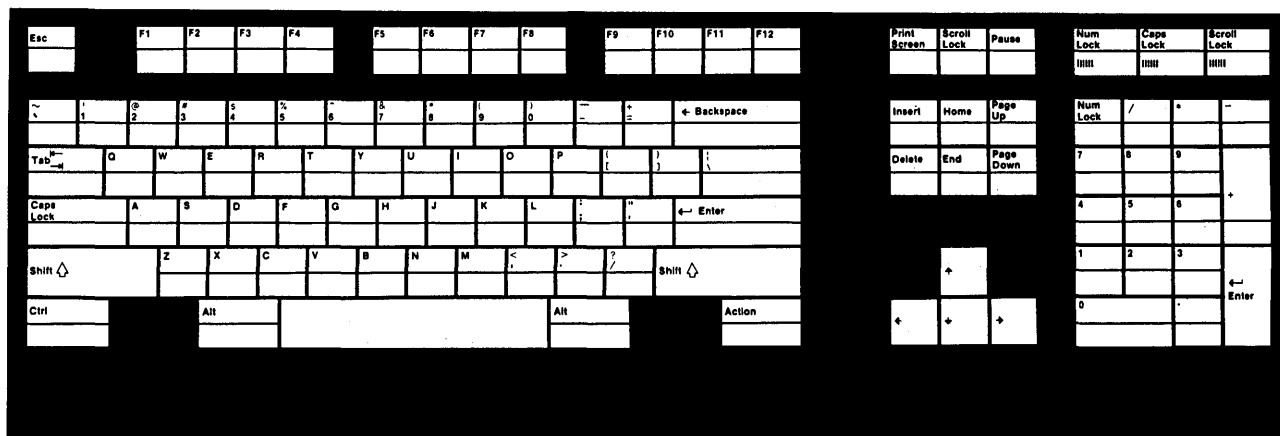 Esc F1 F2 F3 F4 F5 F6 F7 F8 F9 F10 F11 F12 Print Screen Scroll Lock Pause Num Lock Caps Lock Scroll Lock
~ ! @ # $ % ^ & * ( ) — +
` 1 2 3 4 5 6 7 8 9 0 - = ← Backspace Insert Home Page Up Num Lock / * −
Tab Q W E R T Y U I O P { } ¦
[ ] \ Delete End Page Down 7 8 9
Caps Lock A S D F G H J K L : "
; ' ↵ Enter 4 5 6 +
Shift ⇧ Z X C V B N M < > ?
, . / Shift ⇧ ↑ 1 2 3
Ctrl Alt Alt Action ← ↓ → 0 . ↵ Enter